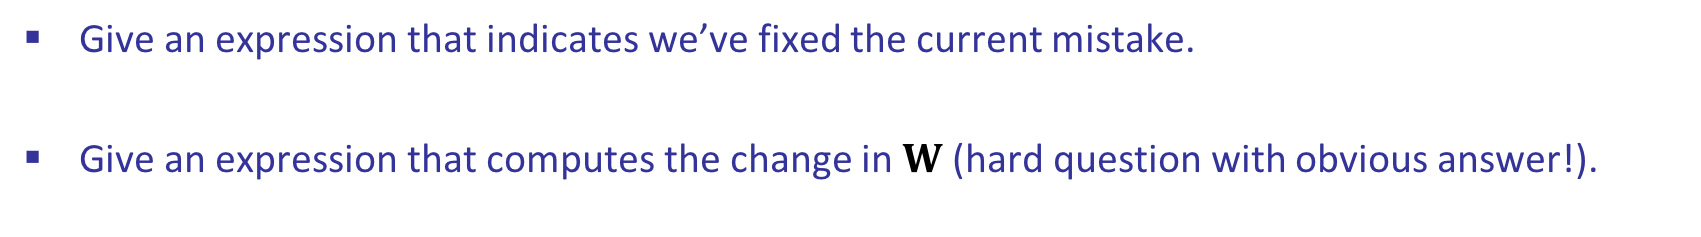 ▪ Give an expression that indicates we’ve fixed the current mistake.
▪ Give an expression that computes the change in W (hard question with obvious answer!).